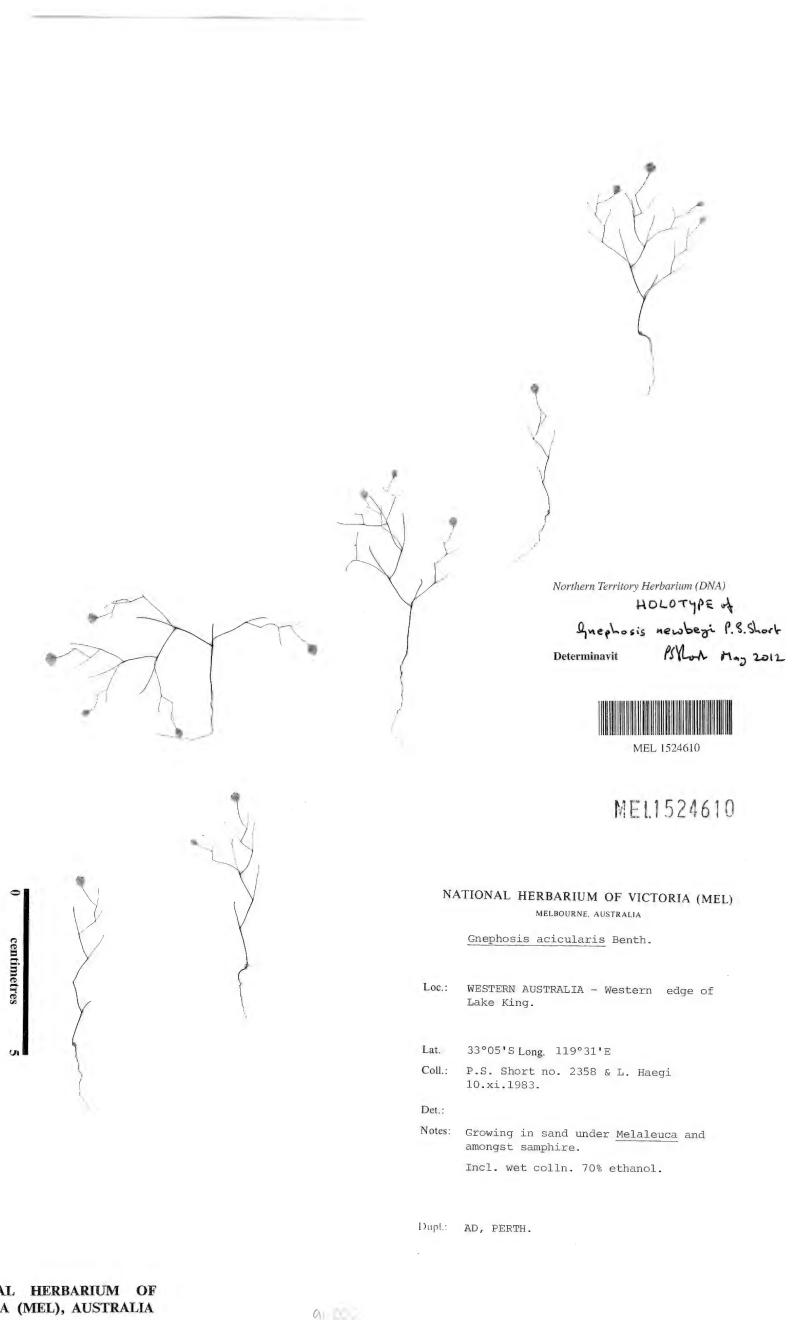 Northern Territory Herbarium (DNA)
HOLOTYPE of
Gnephosis newbeyi P.S.Short
Determinavit PSShort May 2012
MEL 1524610
MEL1524610
NATIONAL HERBARIUM OF VICTORIA (MEL)
MELBOURNE, AUSTRALIA
Gnephosis acicularis Benth.
Loc.: WESTERN AUSTRALIA - Western edge of
Lake King.
Lat. 33°05'S Long. 119°31'E
Coll.: P.S. Short no. 2358 & L. Haegi
10.xi.1983.
Det.:
Notes: Growing in sand under Melaleuca and
amongst samphire.
Incl. wet colln. 70% ethanol.
Dupl.: AD, PERTH.
0 centimetres 5
AL HERBARIUM OF
A (MEL), AUSTRALIA